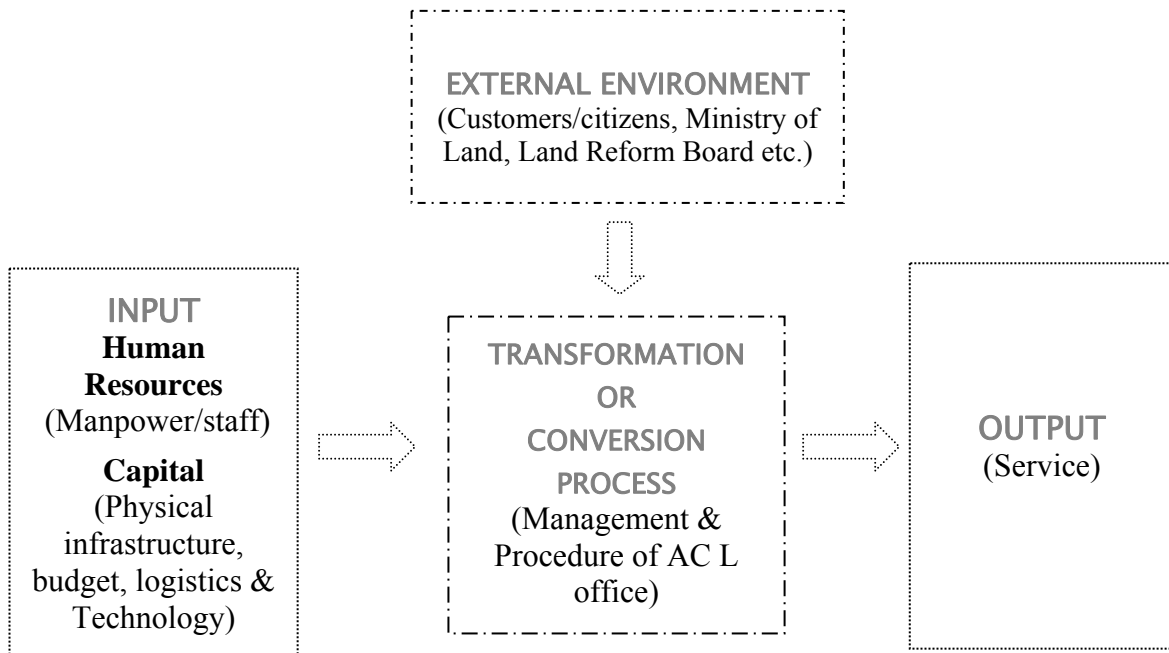 EXTERNAL ENVIRONMENT
(Customers/citizens, Ministry of
Land, Land Reform Board etc.)
INPUT
Human
Resources
(Manpower/staff)
Capital
(Physical
infrastructure,
budget, logistics &
Technology)
TRANSFORMATION
OR
CONVERSION
PROCESS
(Management &
Procedure of AC L
office)
OUTPUT
(Service)